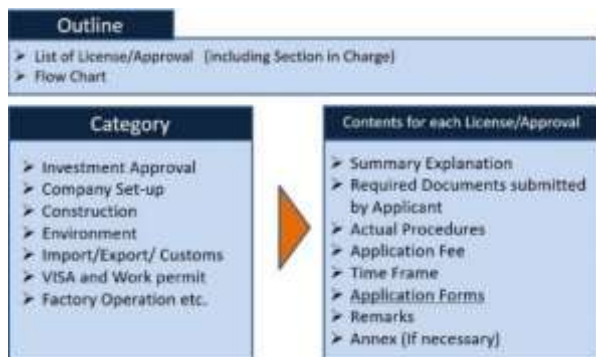 Outline
➤ List of License/Approval (including Section in Charge)
➤ Flow Chart
Category
➤ Investment Approval
➤ Company Set-up
➤ Construction
➤ Environment
➤ Import/Export/ Customs
➤ VISA and Work permit
➤ Factory Operation etc.
Contents for each License/Approval
➤ Summary Explanation
➤ Required Documents submitted
by Applicant
➤ Actual Procedures
➤ Application Fee
➤ Time Frame
➤ Application Forms
➤ Remarks
➤ Annex (If necessary)